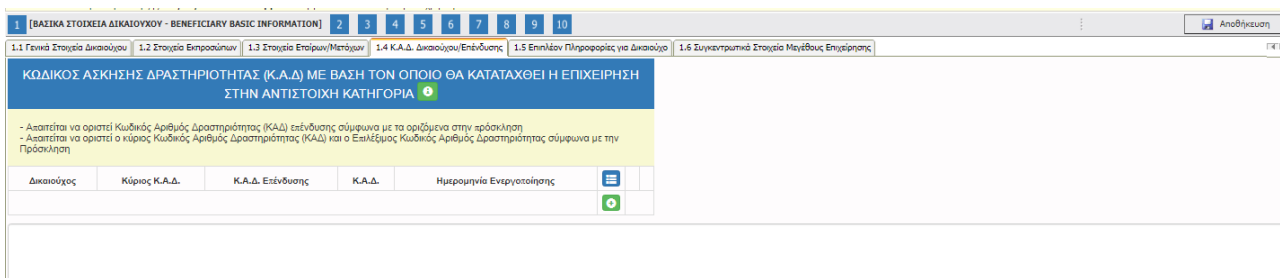 1 [ΒΑΣΙΚΑ ΣΤΟΙΧΕΙΑ ΔΙΚΑΙΟΥΧΟΥ - BENEFICIARY BASIC INFORMATION] 2 3 4 5 6 7 8 9 10 Αποθήκευση
1.1 Γενικά Στοιχεία Δικαιούχου 1.2 Στοιχεία Εκπροσώπων 1.3 Στοιχεία Εταίρων/Μετόχων 1.4 Κ.Α.Δ. Δικαιούχου/Επένδυσης 1.5 Επιπλέον Πληροφορίες για Δικαιούχο 1.6 Συγκεντρωτικά Στοιχεία Μεγέθους Επιχείρησης
ΚΩΔΙΚΟΣ ΑΣΚΗΣΗΣ ΔΡΑΣΤΗΡΙΟΤΗΤΑΣ (Κ.Α.Δ) ΜΕ ΒΑΣΗ ΤΟΝ ΟΠΟΙΟ ΘΑ ΚΑΤΑΤΑΧΘΕΙ Η ΕΠΙΧΕΙΡΗΣΗ
ΣΤΗΝ ΑΝΤΙΣΤΟΙΧΗ ΚΑΤΗΓΟΡΙΑ
- Απαιτείται να οριστεί Κωδικός Αριθμός Δραστηριότητας (ΚΑΔ) επένδυσης σύμφωνα με τα οριζόμενα στην πρόσκληση
- Απαιτείται να οριστεί ο κύριος Κωδικός Αριθμός Δραστηριότητας (ΚΑΔ) και ο Επιλέξιμος Κωδικός Αριθμός Δραστηριότητας σύμφωνα με την
Πρόσκληση
Δικαιούχος Κύριος Κ.Α.Δ. Κ.Α.Δ. Επένδυσης Κ.Α.Δ. Ημερομηνία Ενεργοποίησης